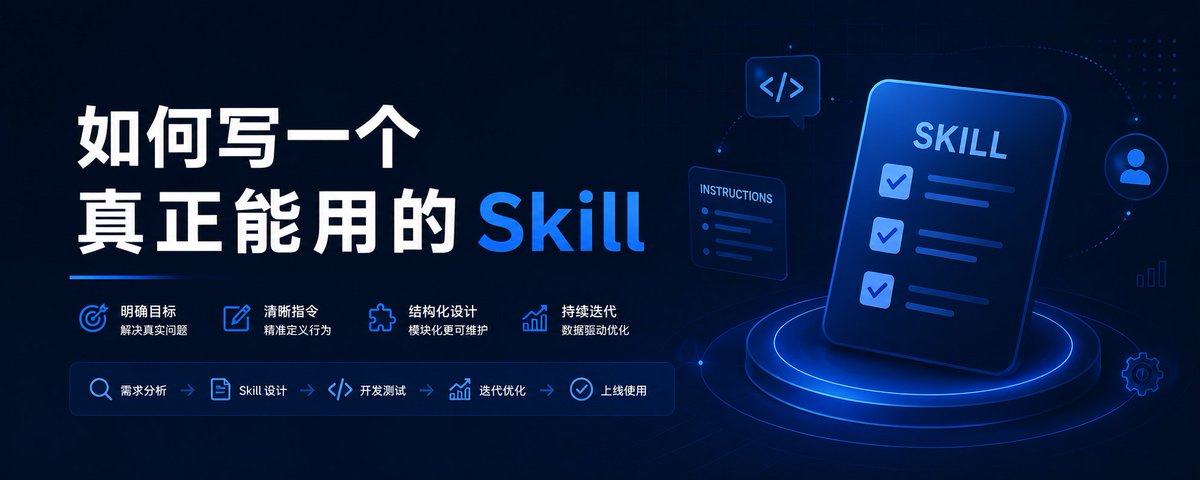 如何写一个
真正能用的 Skill
明确目标
解决真实问题
清晰指令
精准定义行为
结构化设计
模块化更可维护
持续迭代
数据驱动优化
需求分析
Skill 设计
</>
开发测试
迭代优化
上线使用
</>
INSTRUCTIONS
SKILL